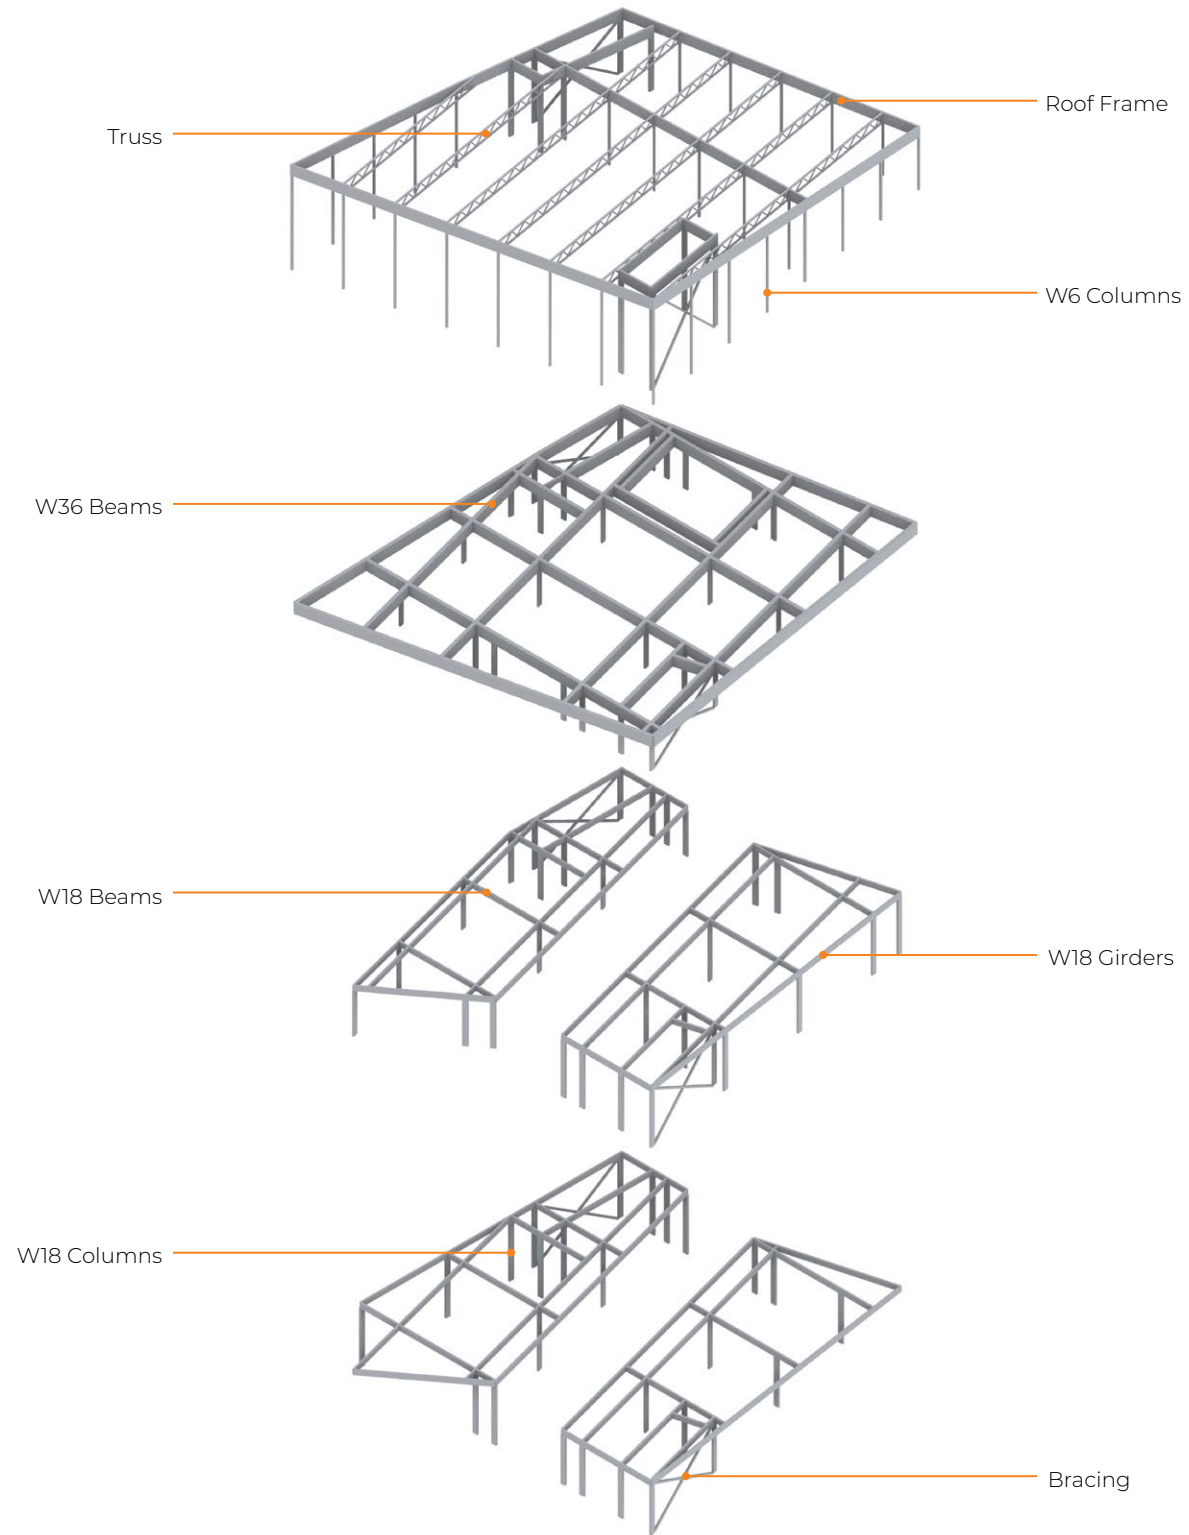 Roof Frame
Truss
W6 Columns
W36 Beams
W18 Beams
W18 Girders
W18 Columns
Bracing